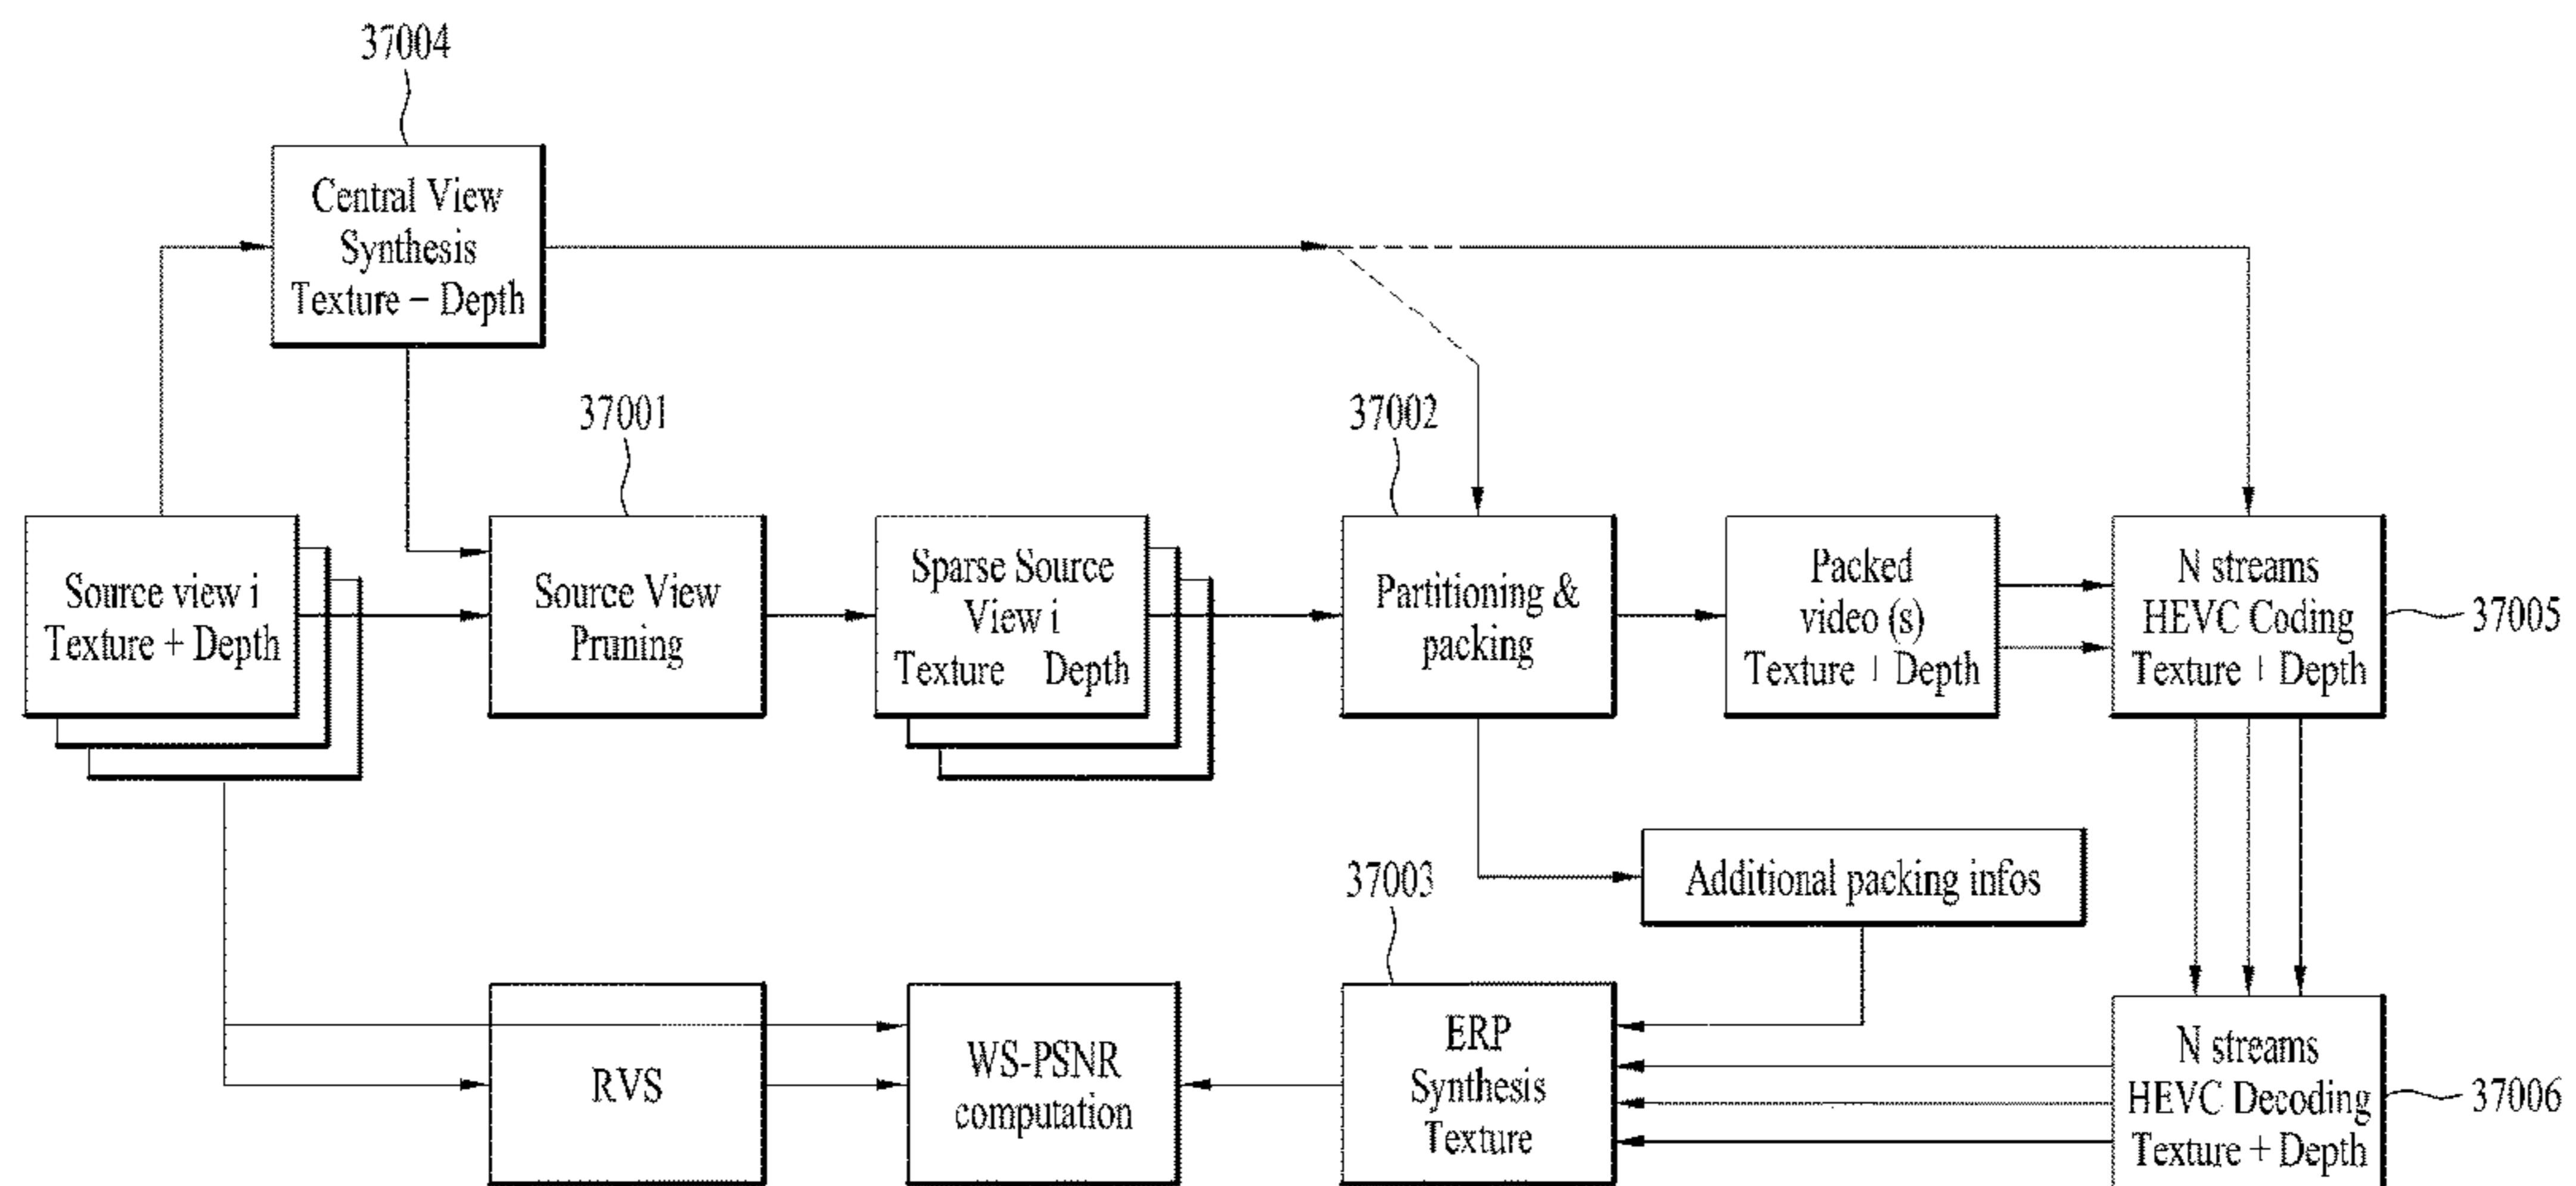 37004
Central View
Synthesis
Texture – Depth
37001
37002
Source view i
Texture + Depth
Source View
Pruning
Sparse Source
View i
Texture Depth
Partitioning &
packing
Packed
video (s)
Texture + Depth
N streams
HEVC Coding
Texture + Depth
37005
Additional packing infos
37003
RVS
WS-PSNR
computation
ERP
Synthesis
Texture
N streams
HEVC Decoding
Texture + Depth
37006